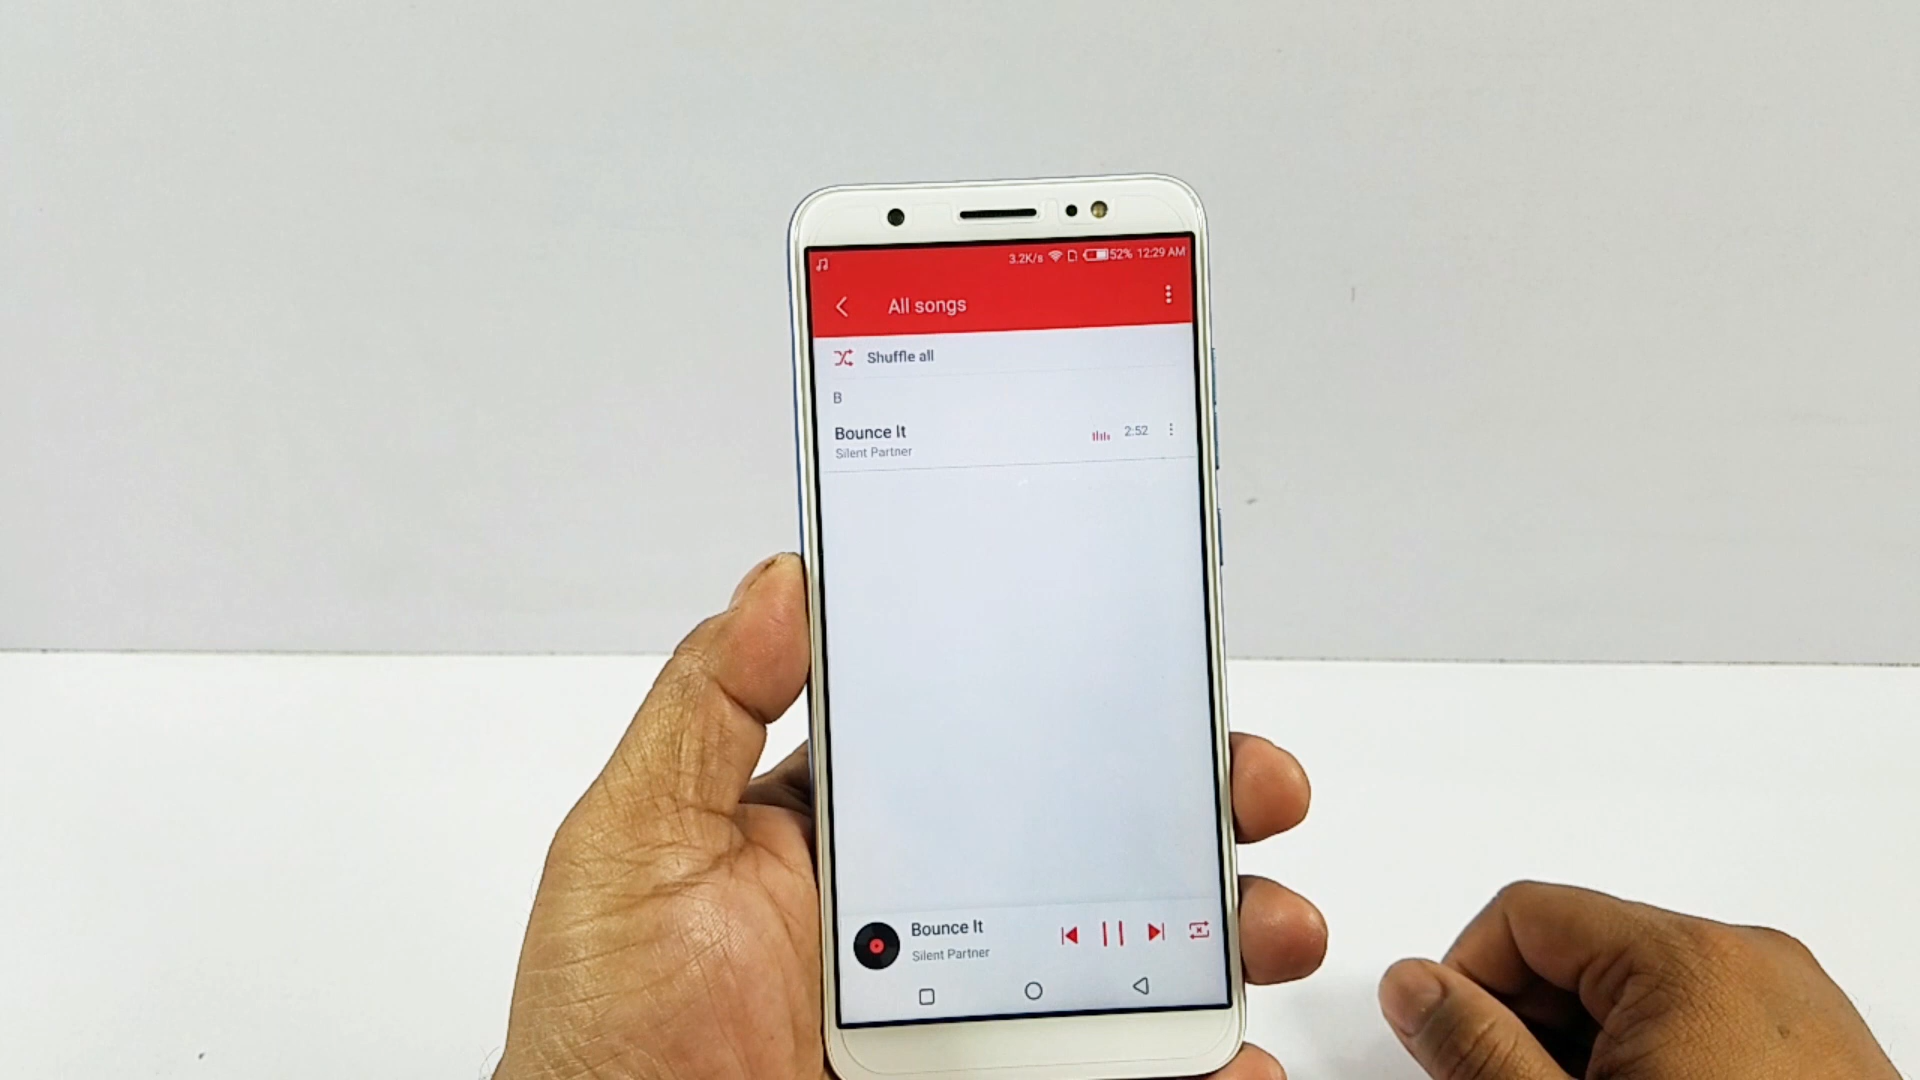 3.2K/s 52% 12:29 AM
All songs
Shuffle all
B
Bounce It
2:52
Silent Partner
Bounce It
Silent Partner